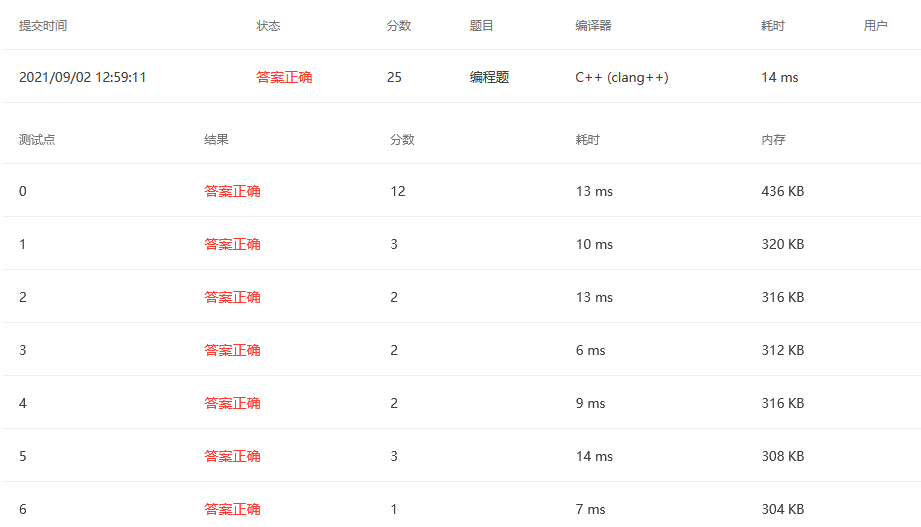 提交时间 状态 分数 题目 编译器 耗时 用户
2021/09/02 12:59:11 答案正确 25 编程题 C++ (clang++) 14 ms
测试点 结果 分数 耗时 内存
0 答案正确 12 13 ms 436 KB
1 答案正确 3 10 ms 320 KB
2 答案正确 2 13 ms 316 KB
3 答案正确 2 6 ms 312 KB
4 答案正确 2 9 ms 316 KB
5 答案正确 3 14 ms 308 KB
6 答案正确 1 7 ms 304 KB